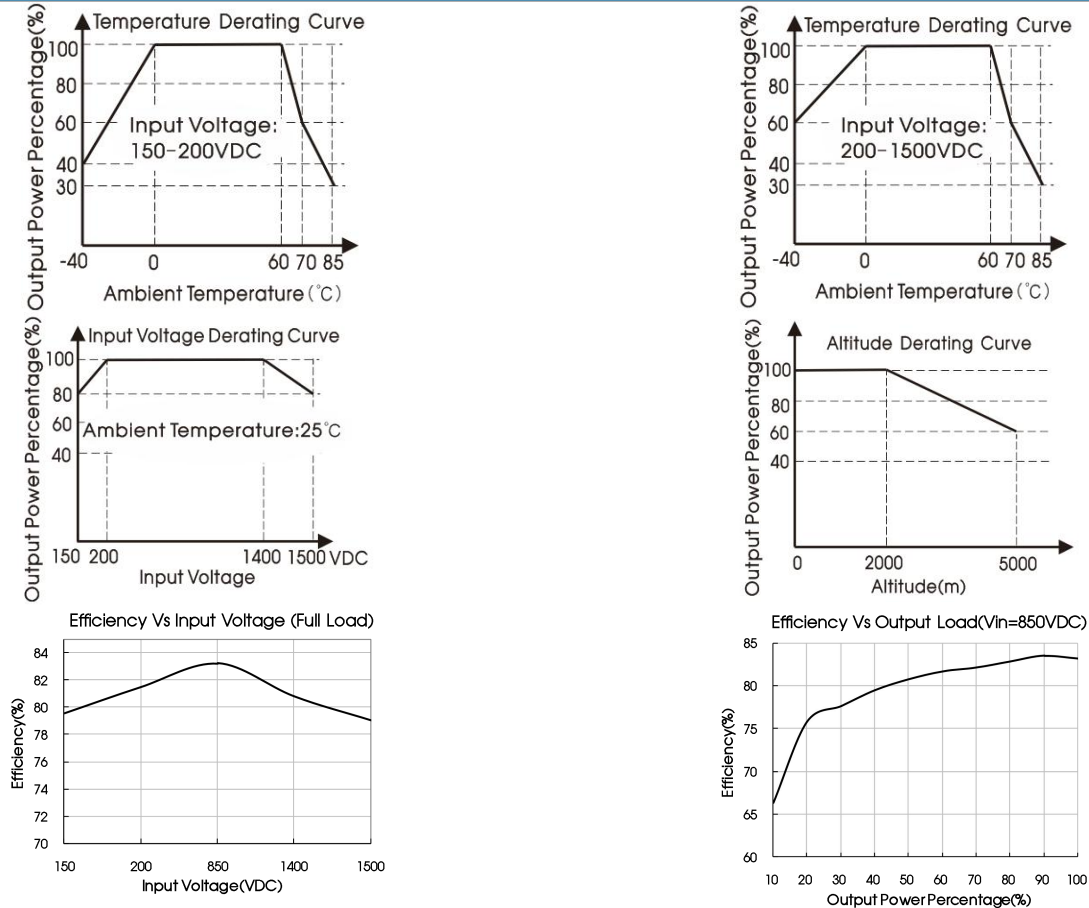 Temperature Derating Curve
Output Power Percentage(%)
100
80
60
40
30
Input Voltage:
150-200VDC
-40 0 60 70 85
Ambient Temperature(℃)
Temperature Derating Curve
Output Power Percentage(%)
100
80
60
40
30
Input Voltage:
200-1500VDC
-40 0 60 70 85
Ambient Temperature(℃)
Input Voltage Derating Curve
Output Power Percentage(%)
100
80
60
40
Ambient Temperature:25℃
150 200 1400 1500 VDC
Input Voltage
Altitude Derating Curve
Output Power Percentage(%)
100
80
60
40
0 2000 5000
Altitude(m)
Efficiency Vs Input Voltage (Full Load)
Efficiency(%)
84
82
80
78
76
74
72
70
150 200 850 1400 1500
Input Voltage(VDC)
Efficiency Vs Output Load(Vin=850VDC)
Efficiency(%)
85
80
75
70
65
60
10 20 30 40 50 60 70 80 90 100
Output Power Percentage(%)